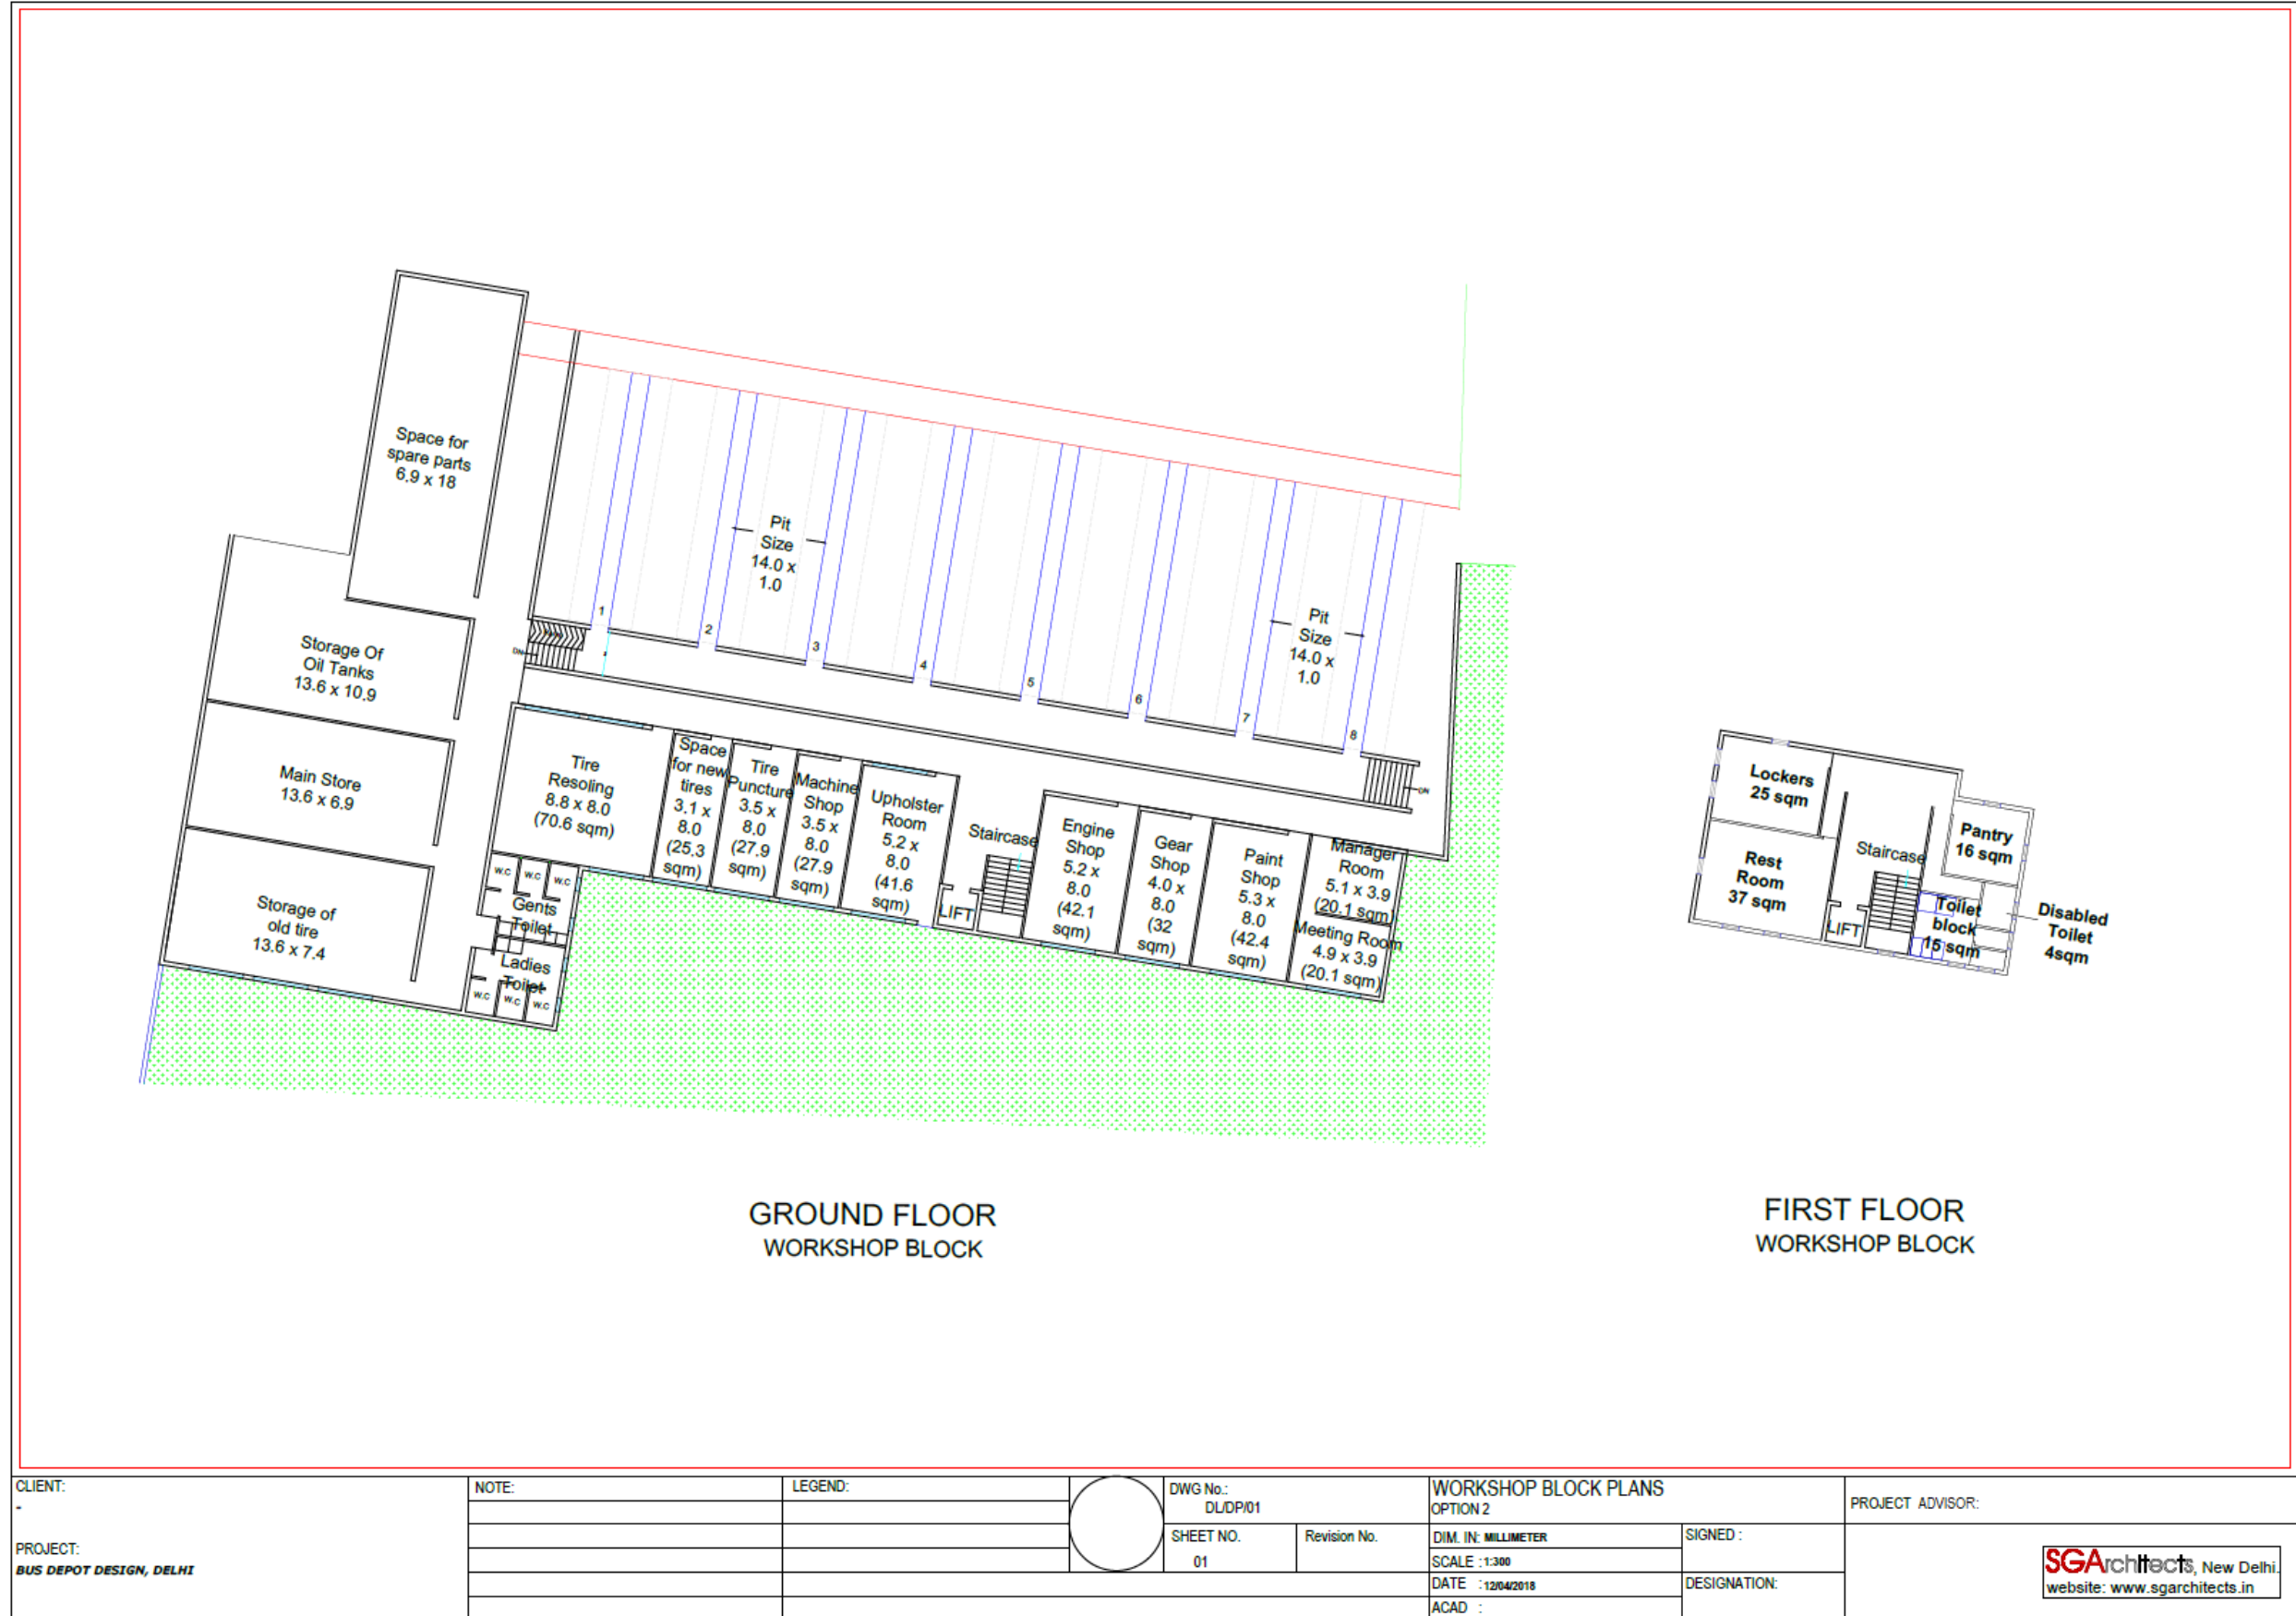 Space for
spare parts
6.9 x 18
Storage Of
Oil Tanks
13.6 x 10.9
Main Store
13.6 x 6.9
Storage of
old tire
13.6 x 7.4
Pit
Size
14.0 x
1.0
Pit
Size
14.0 x
1.0
1
2
3
4
5
6
7
8
DN
DN
Tire
Resoling
8.8 x 8.0
(70.6 sqm)
Space
for new
tires
3.1 x
8.0
(25.3
sqm)
Tire
Puncture
3.5 x
8.0
(27.9
sqm)
Machine
Shop
3.5 x
8.0
(27.9
sqm)
Upholster
Room
5.2 x
8.0
(41.6
sqm)
Staircase
LIFT
Engine
Shop
5.2 x
8.0
(42.1
sqm)
Gear
Shop
4.0 x
8.0
(32
sqm)
Paint
Shop
5.3 x
8.0
(42.4
sqm)
Manager
Room
5.1 x 3.9
(20.1 sqm)
Meeting Room
4.9 x 3.9
(20.1 sqm)
W.C
W.C
W.C
Gents
Toilet
Ladies
Toilet
W.C
W.C
W.C
GROUND FLOOR
WORKSHOP BLOCK
Lockers
25 sqm
Rest
Room
37 sqm
Staircase
LIFT
Pantry
16 sqm
Toilet
block
15 sqm
Disabled
Toilet
4sqm
FIRST FLOOR
WORKSHOP BLOCK
CLIENT:
-
PROJECT:
BUS DEPOT DESIGN, DELHI
NOTE:
LEGEND:
DWG No.:
DL/DP/01
SHEET NO.
01
Revision No.
WORKSHOP BLOCK PLANS
OPTION 2
DIM. IN: MILLIMETER
SCALE : 1:300
DATE : 12/04/2018
ACAD :
SIGNED :
DESIGNATION:
PROJECT ADVISOR:
SGArchitects, New Delhi.
website: www.sgarchitects.in